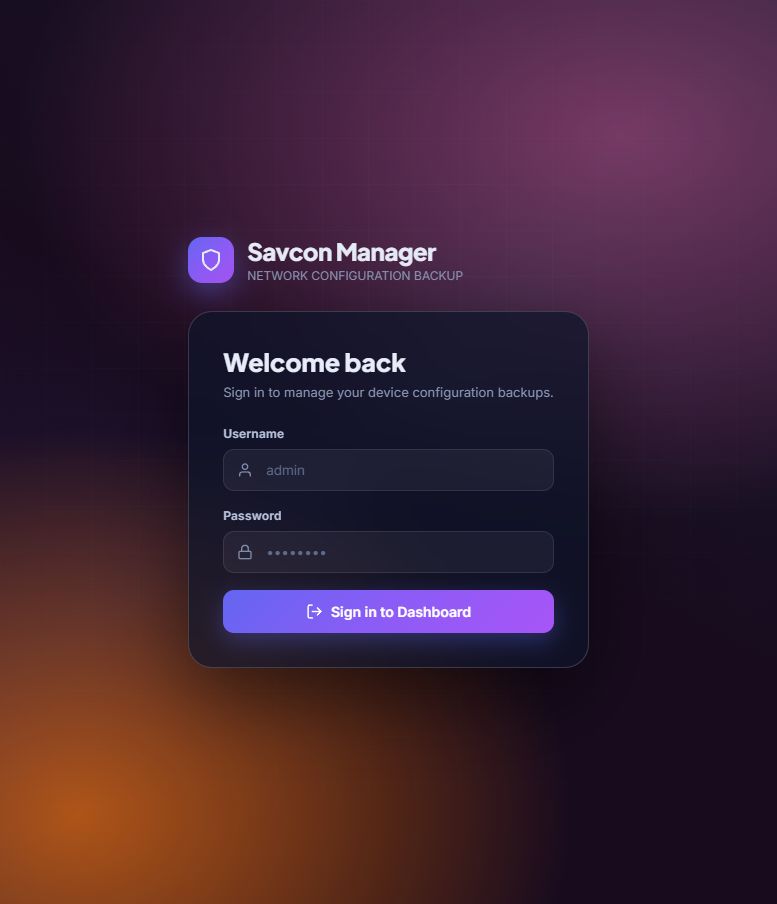 Savcon Manager
NETWORK CONFIGURATION BACKUP
Welcome back
Sign in to manage your device configuration backups.
Username
admin
Password
••••••••
Sign in to Dashboard